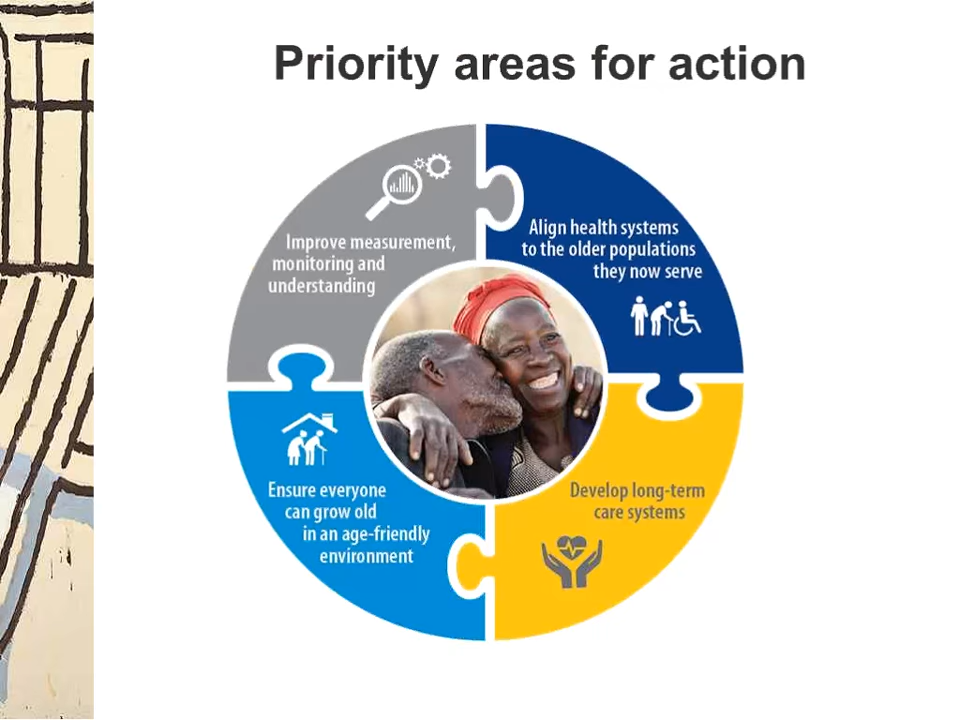 Priority areas for action
Improve measurement,
monitoring and
understanding
Align health systems
to the older populations
they now serve
Ensure everyone
can grow old
in an age-friendly
environment
Develop long-term
care systems